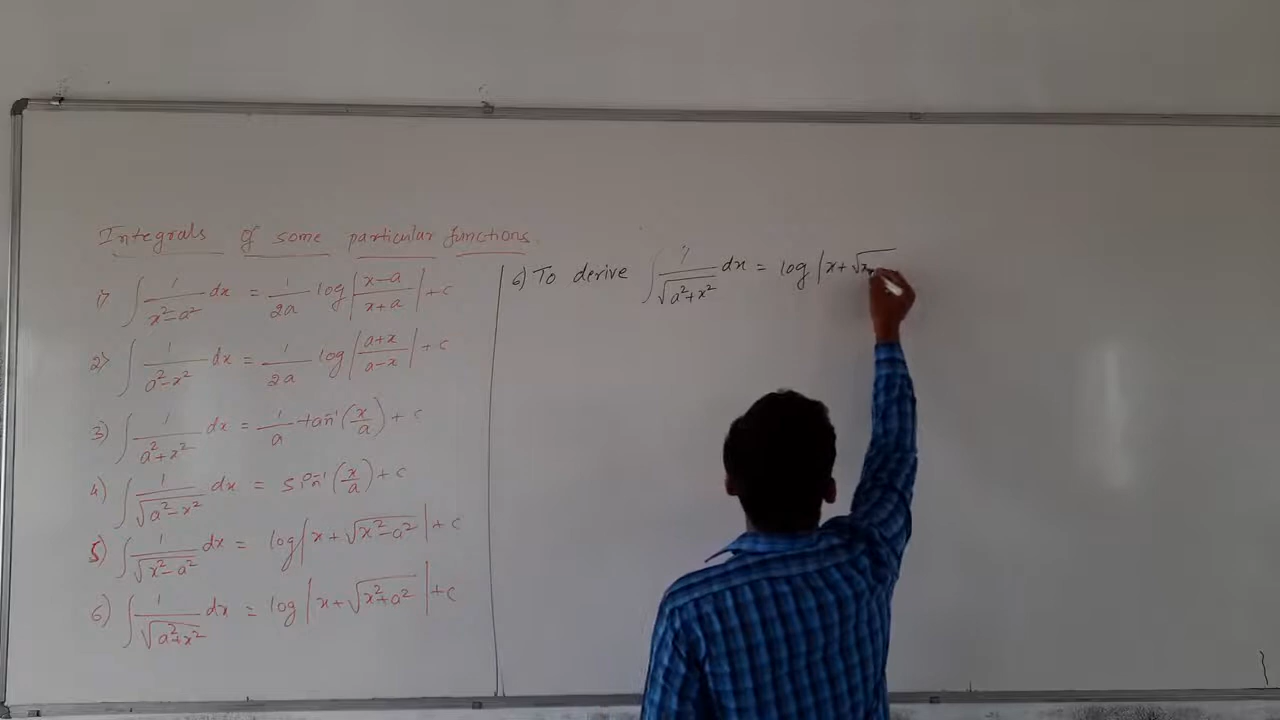 Integrals of some particular functions
1) ∫ 1/(x²-a²) dx = 1/2a log |(x-a)/(x+a)| + c
2) ∫ 1/(a²-x²) dx = 1/2a log |(a+x)/(a-x)| + c
3) ∫ 1/(a²+x²) dx = 1/a tan⁻¹(x/a) + c
4) ∫ 1/√(a²-x²) dx = sin⁻¹(x/a) + c
5) ∫ 1/√(x²-a²) dx = log |x+√(x²-a²)| + c
6) ∫ 1/√(a²+x²) dx = log |x+√(x²+a²)| + c
6) To derive ∫ 1/√(a²+x²) dx = log |x+√x